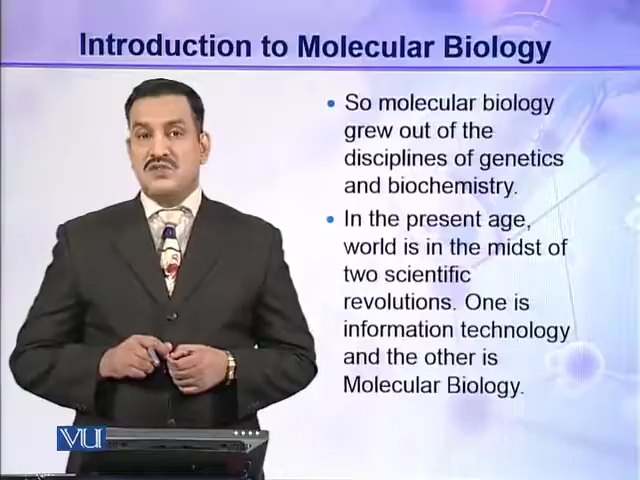 Introduction to Molecular Biology
• So molecular biology
grew out of the
disciplines of genetics
and biochemistry.
• In the present age,
world is in the midst of
two scientific
revolutions. One is
information technology
and the other is
Molecular Biology.
VU